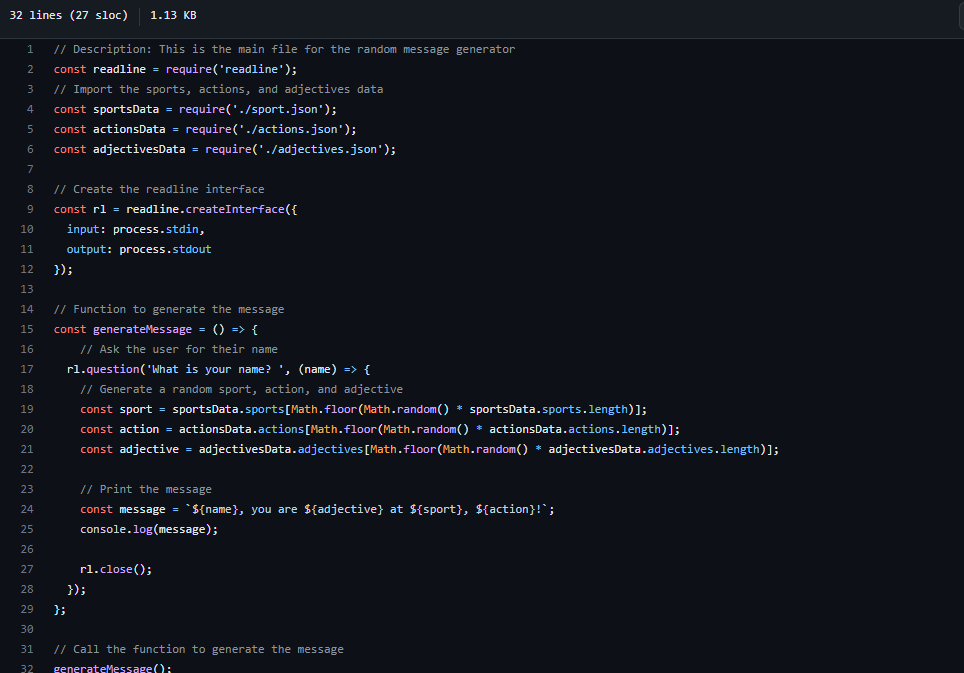 32 lines (27 sloc) 1.13 KB
1 // Description: This is the main file for the random message generator
2 const readline = require('readline');
3 // Import the sports, actions, and adjectives data
4 const sportsData = require('./sport.json');
5 const actionsData = require('./actions.json');
6 const adjectivesData = require('./adjectives.json');
7
8 // Create the readline interface
9 const rl = readline.createInterface({
10   input: process.stdin,
11   output: process.stdout
12 });
13
14 // Function to generate the message
15 const generateMessage = () => {
16     // Ask the user for their name
17   rl.question('What is your name? ', (name) => {
18     // Generate a random sport, action, and adjective
19     const sport = sportsData.sports[Math.floor(Math.random() * sportsData.sports.length)];
20     const action = actionsData.actions[Math.floor(Math.random() * actionsData.actions.length)];
21     const adjective = adjectivesData.adjectives[Math.floor(Math.random() * adjectivesData.adjectives.length)];
22
23     // Print the message
24     const message = `${name}, you are ${adjective} at ${sport}, ${action}!`;
25     console.log(message);
26
27     rl.close();
28   });
29 };
30
31 // Call the function to generate the message
32 generateMessage();